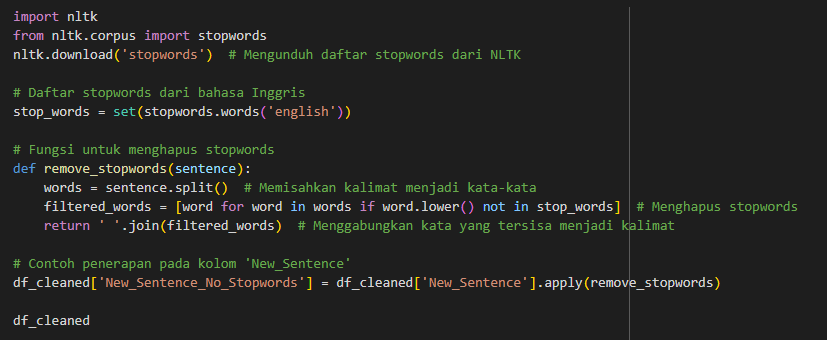 import nltk
from nltk.corpus import stopwords
nltk.download('stopwords')  # Mengunduh daftar stopwords dari NLTK

# Daftar stopwords dari bahasa Inggris
stop_words = set(stopwords.words('english'))

# Fungsi untuk menghapus stopwords
def remove_stopwords(sentence):
    words = sentence.split()  # Memisahkan kalimat menjadi kata-kata
    filtered_words = [word for word in words if word.lower() not in stop_words]  # Menghapus stopwords
    return ' '.join(filtered_words)  # Menggabungkan kata yang tersisa menjadi kalimat

# Contoh penerapan pada kolom 'New_Sentence'
df_cleaned['New_Sentence_No_Stopwords'] = df_cleaned['New_Sentence'].apply(remove_stopwords)

df_cleaned